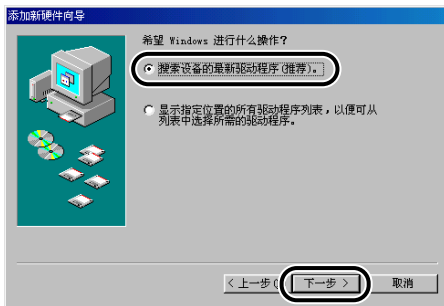 添加新硬件向导
希望 Windows 进行什么操作?
搜索设备的最新驱动程序(推荐)。
显示指定位置的所有驱动程序列表，以便可从
列表中选择所需的驱动程序。
< 上一步(
下一步 >
取消